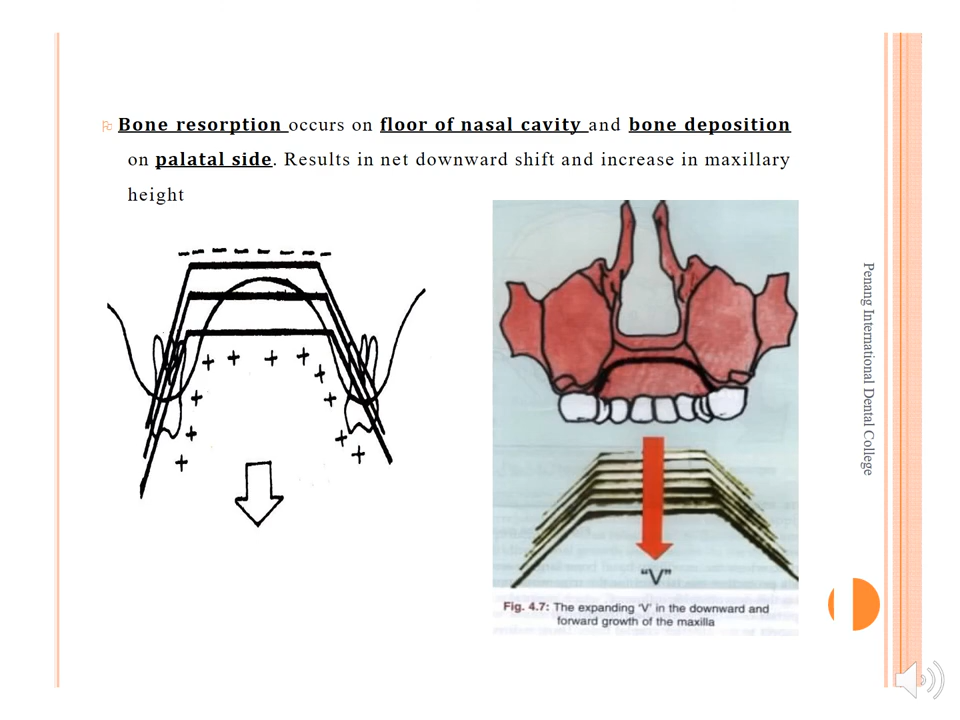 Bone resorption occurs on floor of nasal cavity and bone deposition
on palatal side. Results in net downward shift and increase in maxillary
height
"V"
Fig. 4.7: The expanding 'V' in the downward and
forward growth of the maxilla
Penang International Dental College